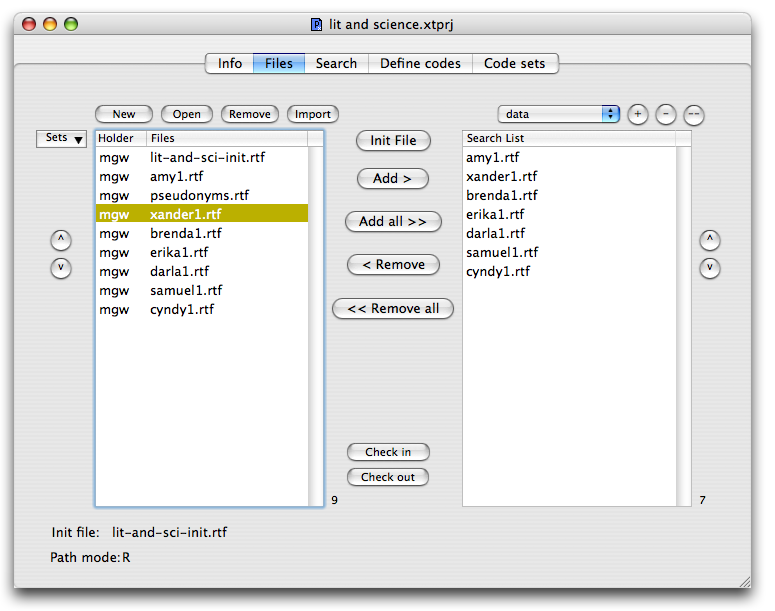 lit and science.xtprj
Info Files Search Define codes Code sets
New Open Remove Import data + - --
Sets Holder Files Init File Search List
mgw lit-and-sci-init.rtf amy1.rtf
mgw amy1.rtf Add > xander1.rtf
mgw pseudonyms.rtf brenda1.rtf
mgw xander1.rtf Add all >> erika1.rtf
^ mgw brenda1.rtf darla1.rtf ^
mgw erika1.rtf < Remove samuel1.rtf
v mgw darla1.rtf cyndy1.rtf v
mgw samuel1.rtf
mgw cyndy1.rtf << Remove all
Check in
Check out
9 7
Init file: lit-and-sci-init.rtf
Path mode:R